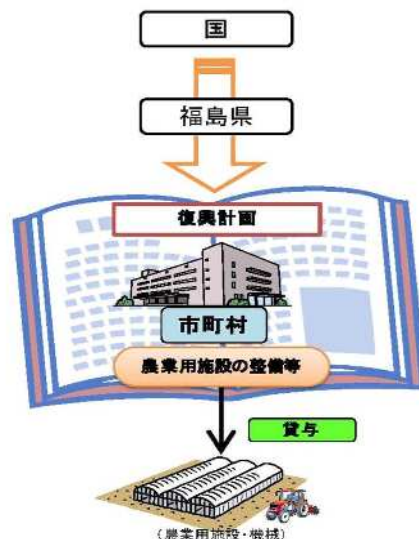 国
福島県
復興計画
市町村
農業用施設の整備等
貸与
(農業用施設・機械)